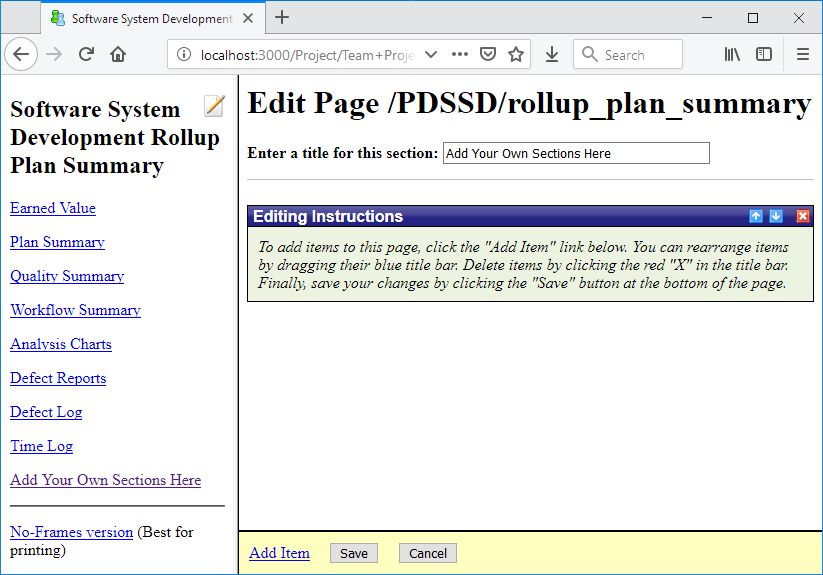 Software System Development
localhost:3000/Project/Team+Proje
Search
Software System
Development Rollup
Plan Summary
Earned Value
Plan Summary
Quality Summary
Workflow Summary
Analysis Charts
Defect Reports
Defect Log
Time Log
Add Your Own Sections Here
No-Frames version (Best for
printing)
Edit Page /PDSSD/rollup_plan_summary
Enter a title for this section: Add Your Own Sections Here
Editing Instructions
To add items to this page, click the "Add Item" link below. You can rearrange items
by dragging their blue title bar. Delete items by clicking the red "X" in the title bar.
Finally, save your changes by clicking the "Save" button at the bottom of the page.
Add Item Save Cancel